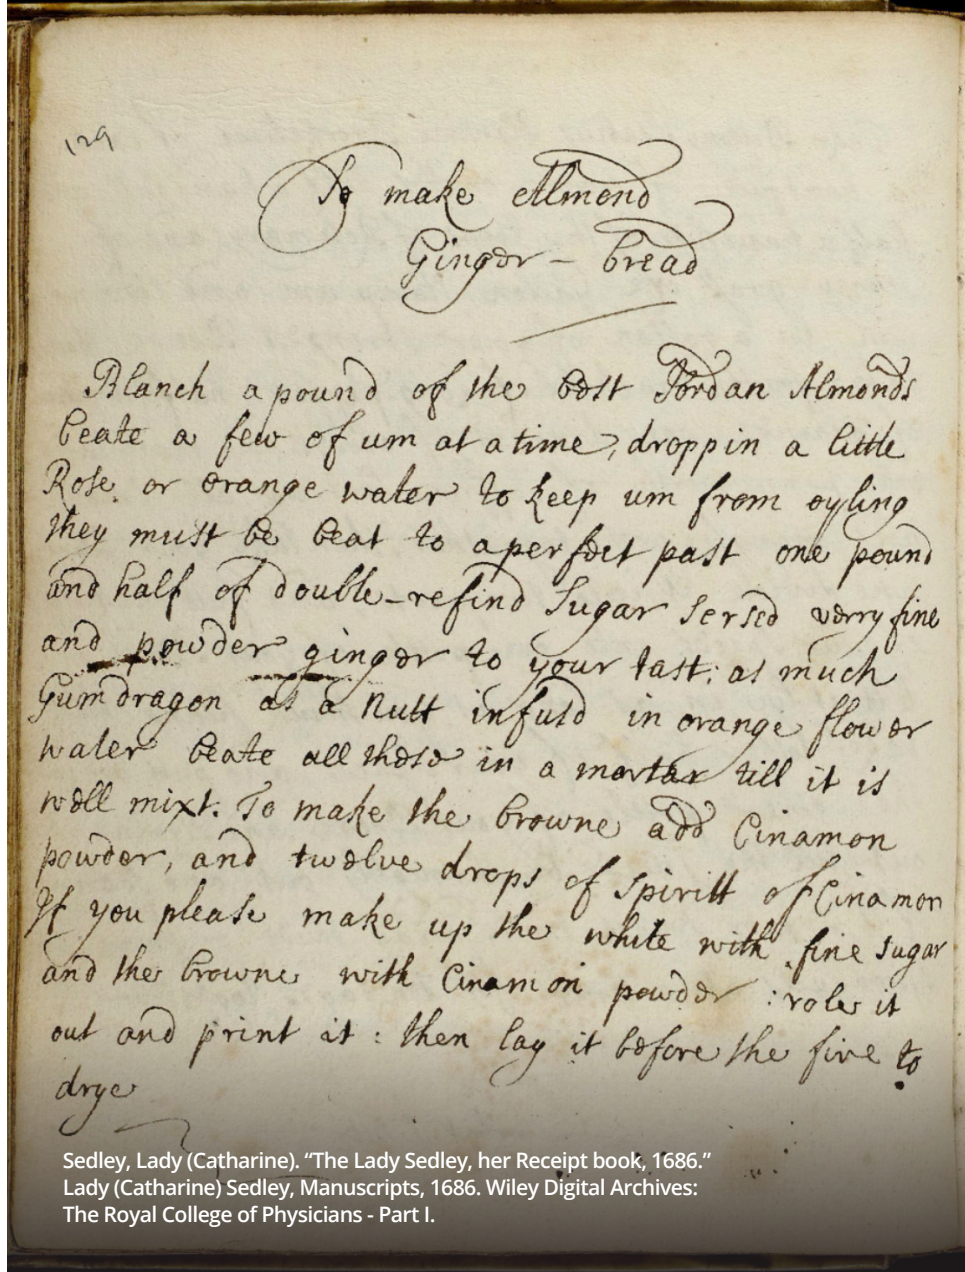 129
To make Almond
Ginger - bread
Blanch a pound of the best Jordan Almonds
beate a few of um at a time, droppin a little
Rose or orange water to keep um from oyling
they must be beat to a perfect past one pound
and half of double-refind Sugar sersed verry fine
and powder ginger to your tast: as much
Gum dragon as a Nutt infusd in orange flower
water beate all these in a mortar till it is
well mixt. To make the browne add Cinamon
powder, and twelve drops of spiritt of Cinamon
If you please make up the white with fine sugar
and the browne with Cinamon powder : role it
out and print it : then lay it before the fire to
drye
Sedley, Lady (Catharine). “The Lady Sedley, her Receipt book, 1686.”
Lady (Catharine) Sedley, Manuscripts, 1686. Wiley Digital Archives:
The Royal College of Physicians - Part I.